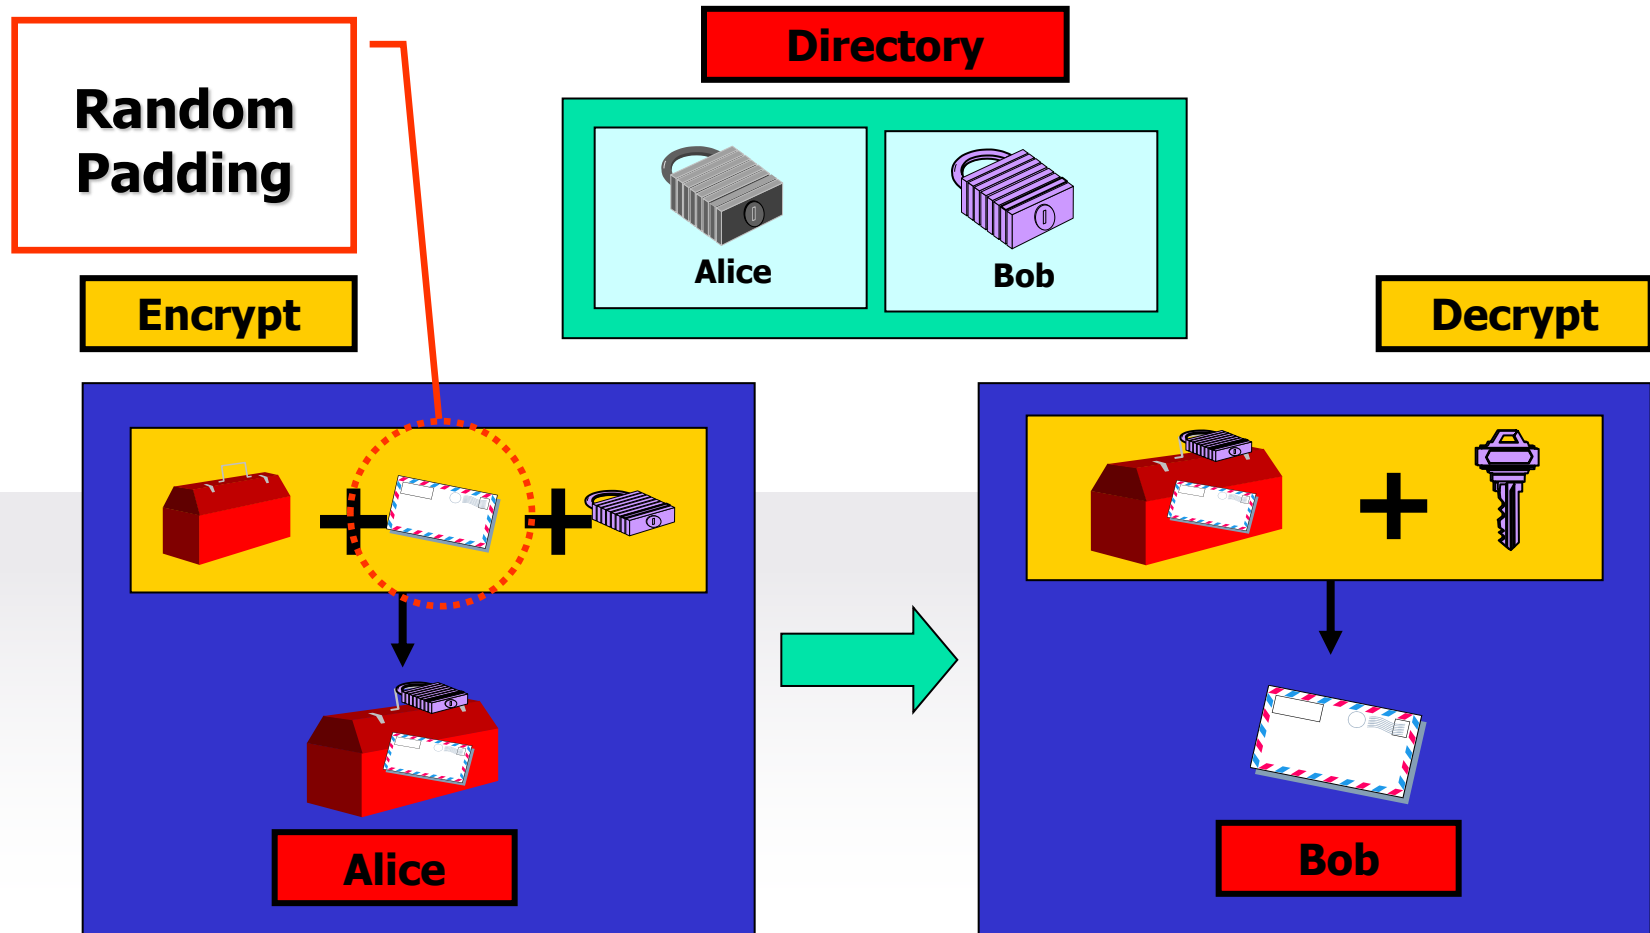 Random
Padding
Directory
Alice
Bob
Encrypt
Decrypt
Alice
Bob